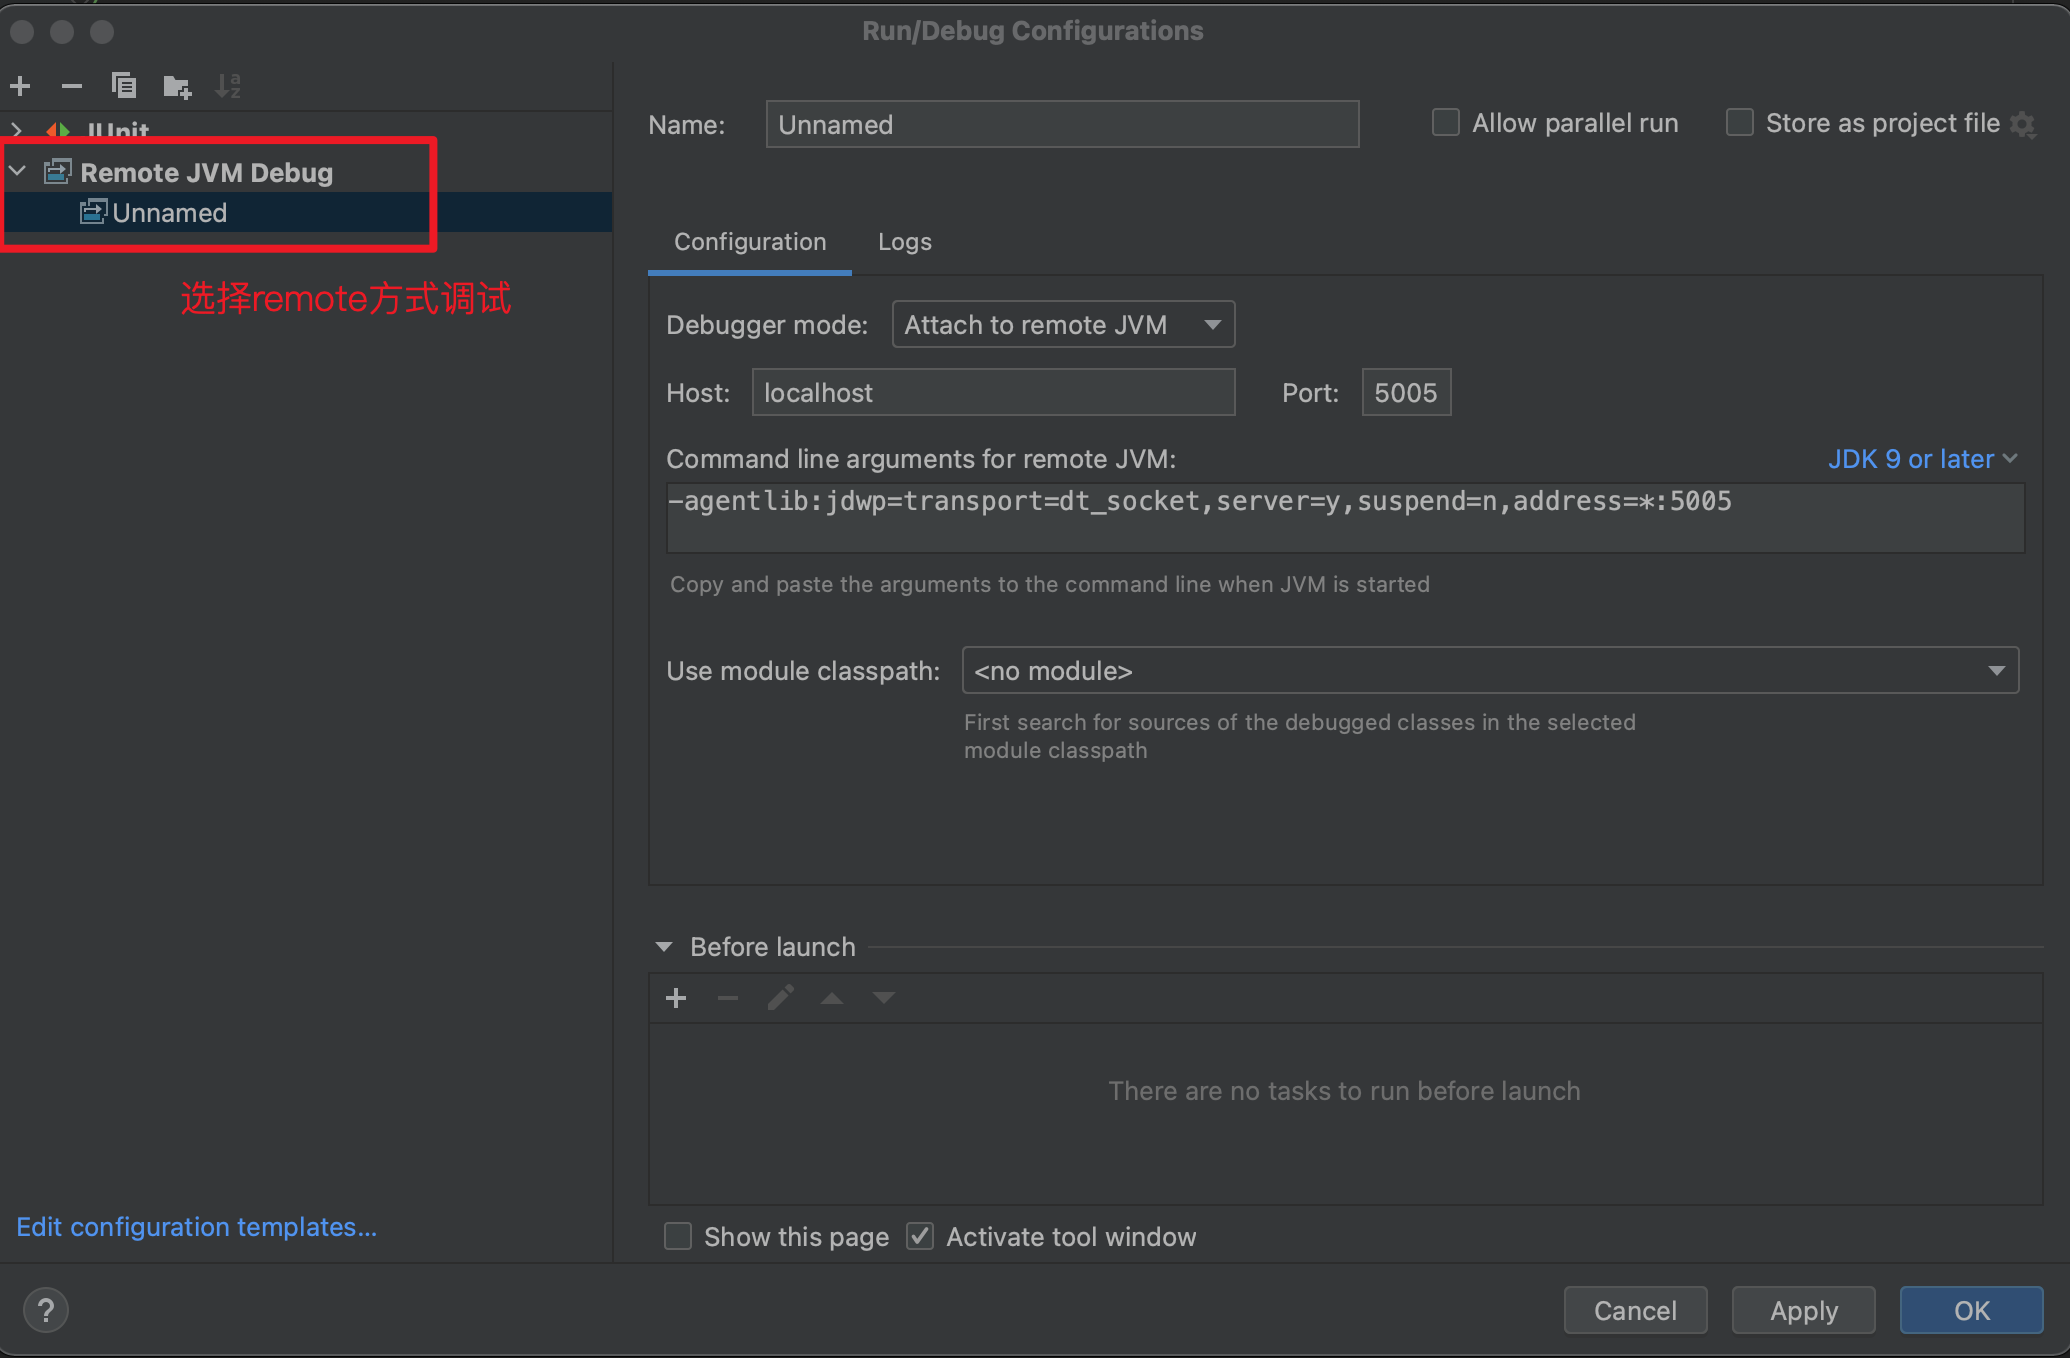 Run/Debug Configurations
JUnit
Remote JVM Debug
Unnamed
选择remote方式调试
Edit configuration templates...
Name: Unnamed
Allow parallel run
Store as project file
Configuration Logs
Debugger mode: Attach to remote JVM
Host: localhost Port: 5005
Command line arguments for remote JVM: JDK 9 or later
-agentlib:jdwp=transport=dt_socket,server=y,suspend=n,address=*:5005
Copy and paste the arguments to the command line when JVM is started
Use module classpath: <no module>
First search for sources of the debugged classes in the selected
module classpath
Before launch
There are no tasks to run before launch
Show this page Activate tool window
? Cancel Apply OK